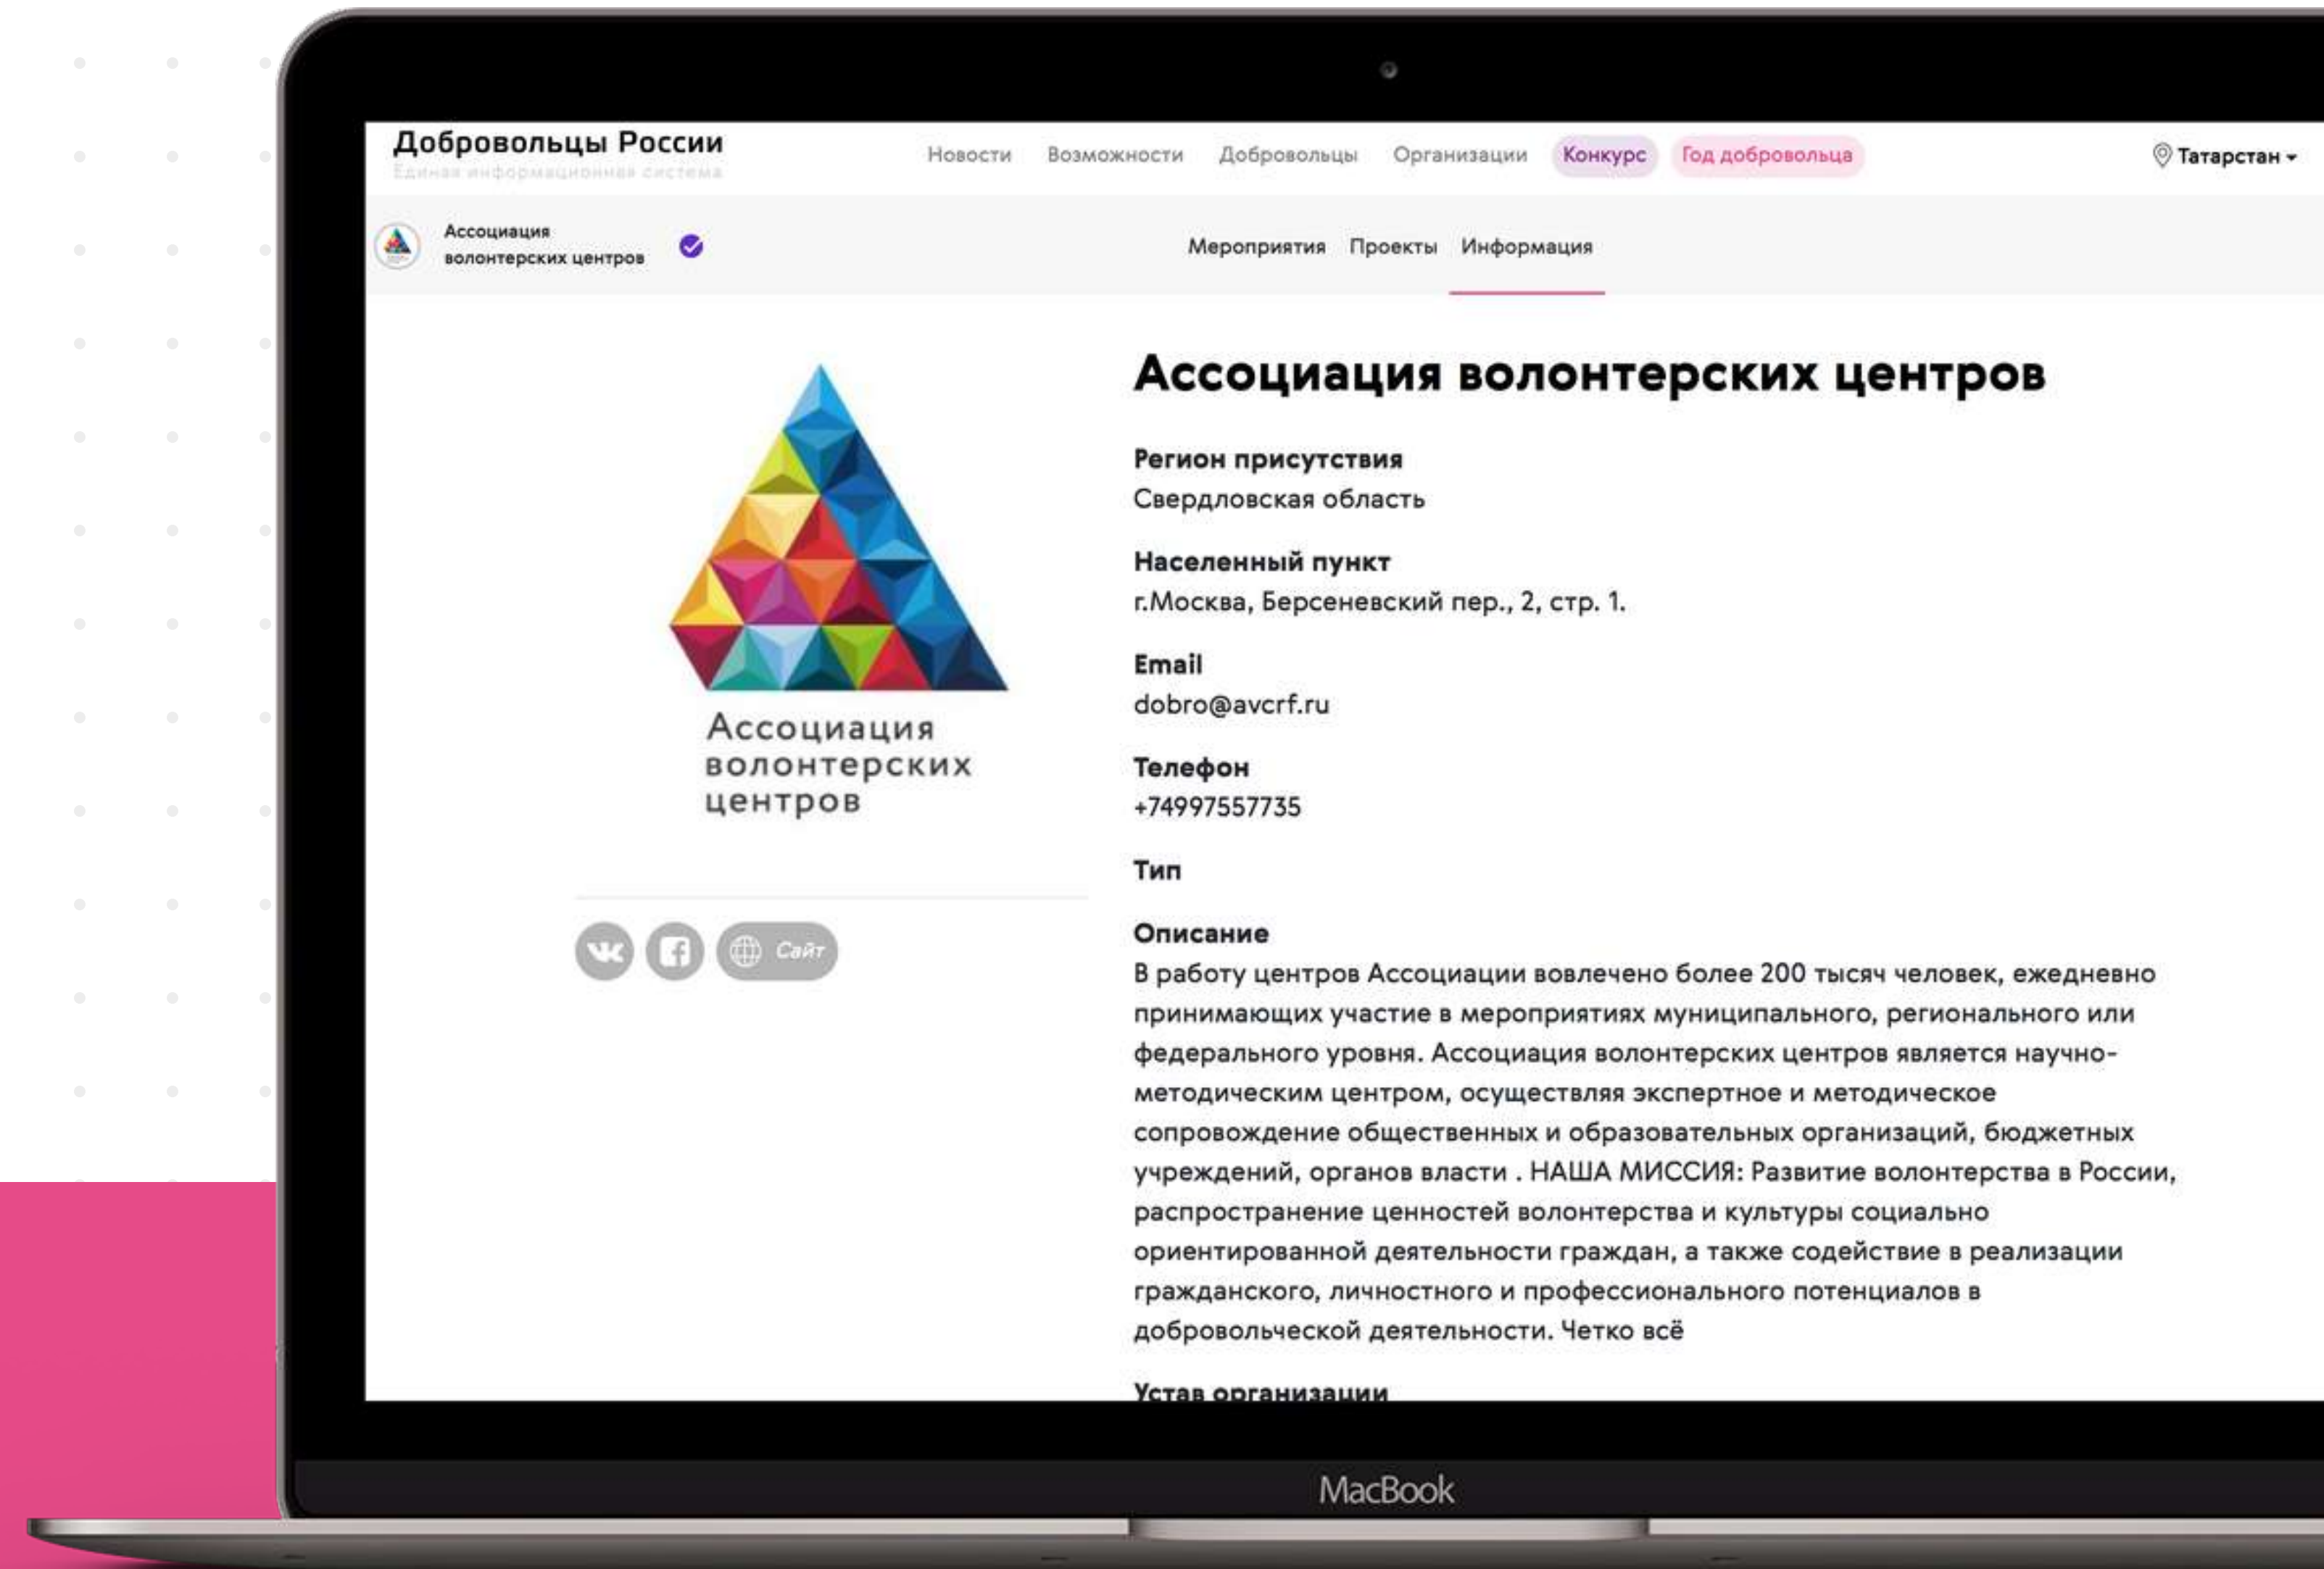 Добровольцы России
Единая информационная система
Новости Возможности Добровольцы Организации Конкурс Год добровольца
Татарстан
Ассоциация
волонтерских центров
Мероприятия Проекты Информация
Ассоциация
волонтерских
центров
Сайт
Ассоциация волонтерских центров
Регион присутствия
Свердловская область
Населенный пункт
г.Москва, Берсеневский пер., 2, стр. 1.
Email
dobro@avcrf.ru
Телефон
+74997557735
Тип
Описание
В работу центров Ассоциации вовлечено более 200 тысяч человек, ежедневно
принимающих участие в мероприятиях муниципального, регионального или
федерального уровня. Ассоциация волонтерских центров является научно-
методическим центром, осуществляя экспертное и методическое
сопровождение общественных и образовательных организаций, бюджетных
учреждений, органов власти . НАША МИССИЯ: Развитие волонтерства в России,
распространение ценностей волонтерства и культуры социально
ориентированной деятельности граждан, а также содействие в реализации
гражданского, личностного и профессионального потенциалов в
добровольческой деятельности. Четко всё
Устав организации
MacBook